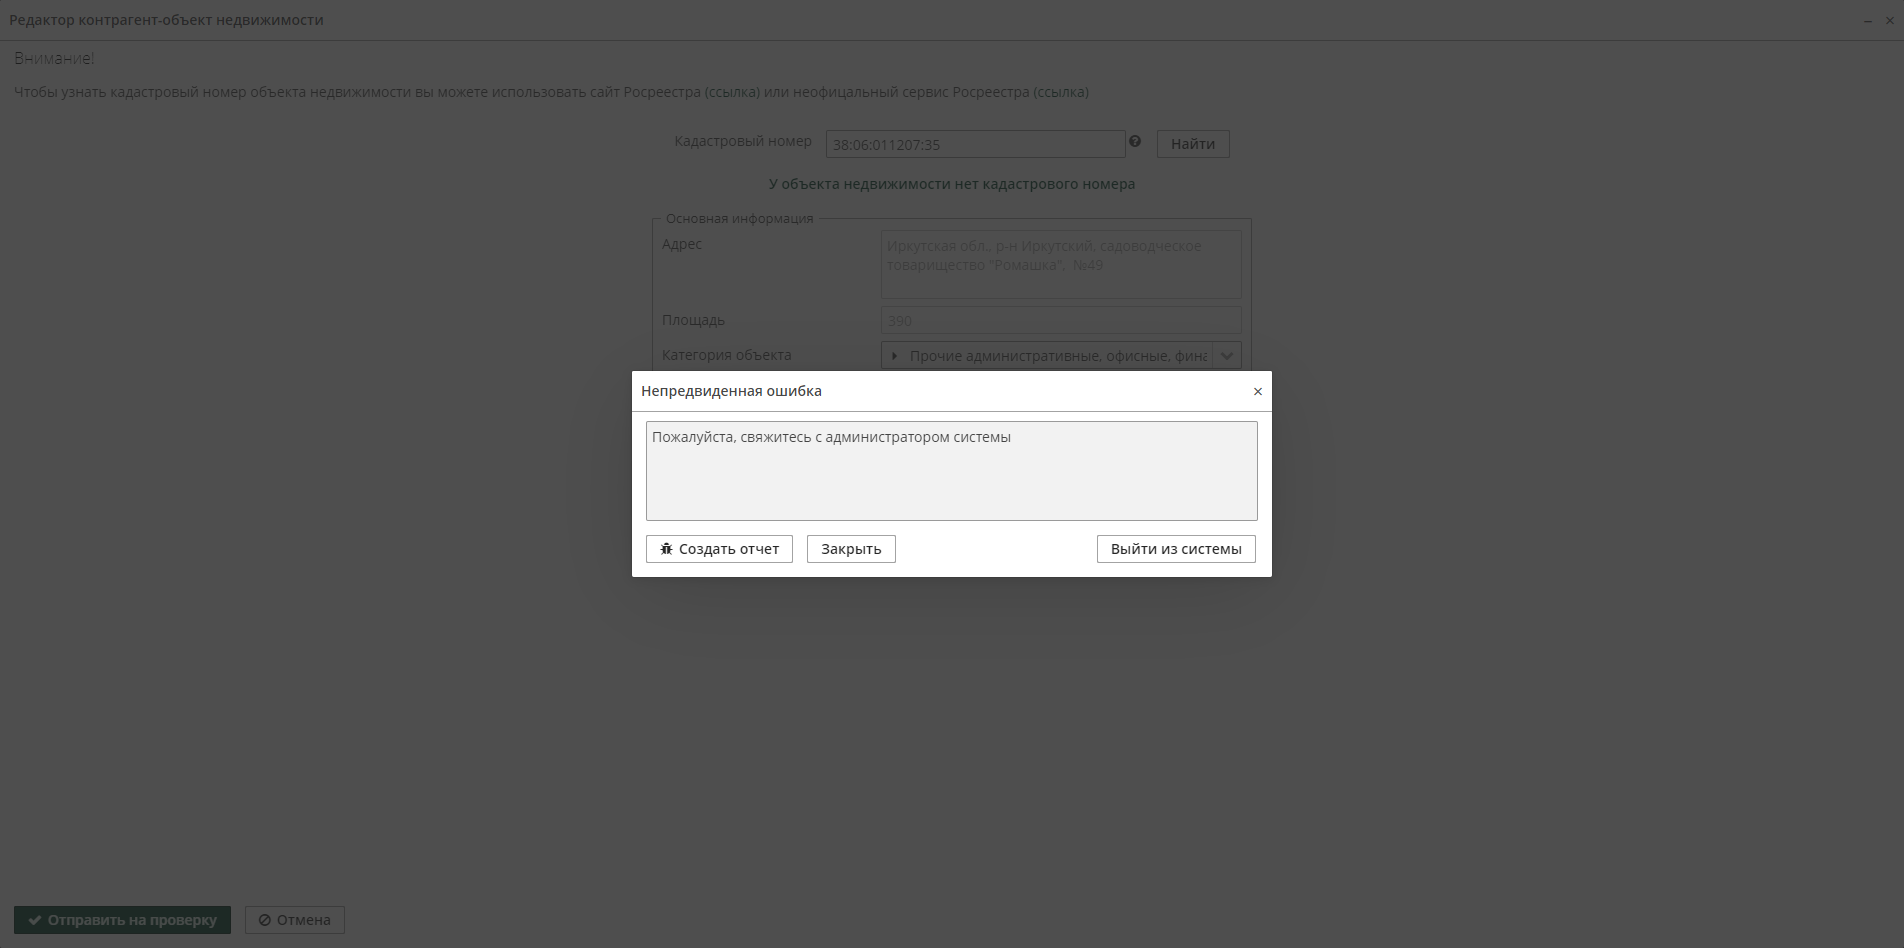 Редактор контрагент-объект недвижимости
Внимание!
Чтобы узнать кадастровый номер объекта недвижимости вы можете использовать сайт Росреестра (ссылка) или неофицальный сервис Росреестра (ссылка)
Кадастровый номер 38:06:011207:35 Найти
У объекта недвижимости нет кадастрового номера
Основная информация
Адрес
Иркутская обл., р-н Иркутский, садоводческое
товарищество "Ромашка", №49
Площадь 390
Категория объекта Прочие административные, офисные, фина
Непредвиденная ошибка
Пожалуйста, свяжитесь с администратором системы
Создать отчет Закрыть Выйти из системы
Отправить на проверку Отмена